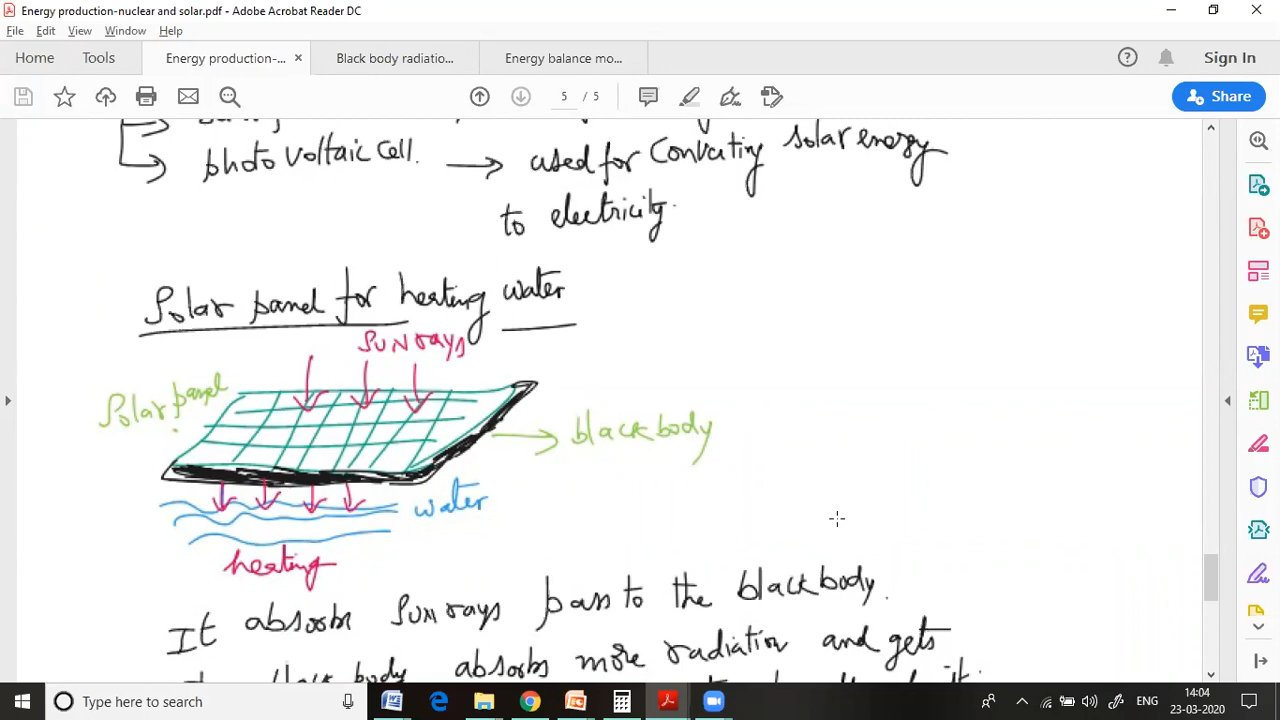 Energy production-nuclear and solar.pdf - Adobe Acrobat Reader DC
File Edit View Window Help
Home Tools Energy production-... × Black body radiatio... Energy balance mo... Sign In
5 / 5 Share
photo voltaic cell. → used for Converting solar energy
to electricity.
Solar panel for heating water
SUN rays
Solar panel
black body
water
heating
It absorbs SUN rays pass to the black body.
black body absorbs more radiation and gets
Type here to search
ENG
14:04
23-03-2020